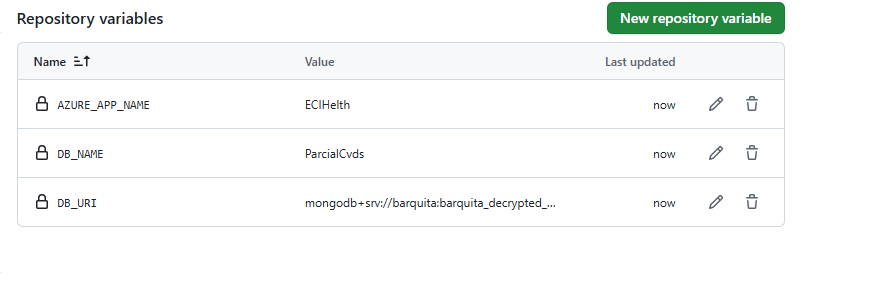 Repository variables
New repository variable
Name Value Last updated
AZURE_APP_NAME ECIHelth now
DB_NAME ParcialCvds now
DB_URI mongodb+srv://barquita:barquita_decrypted_... now